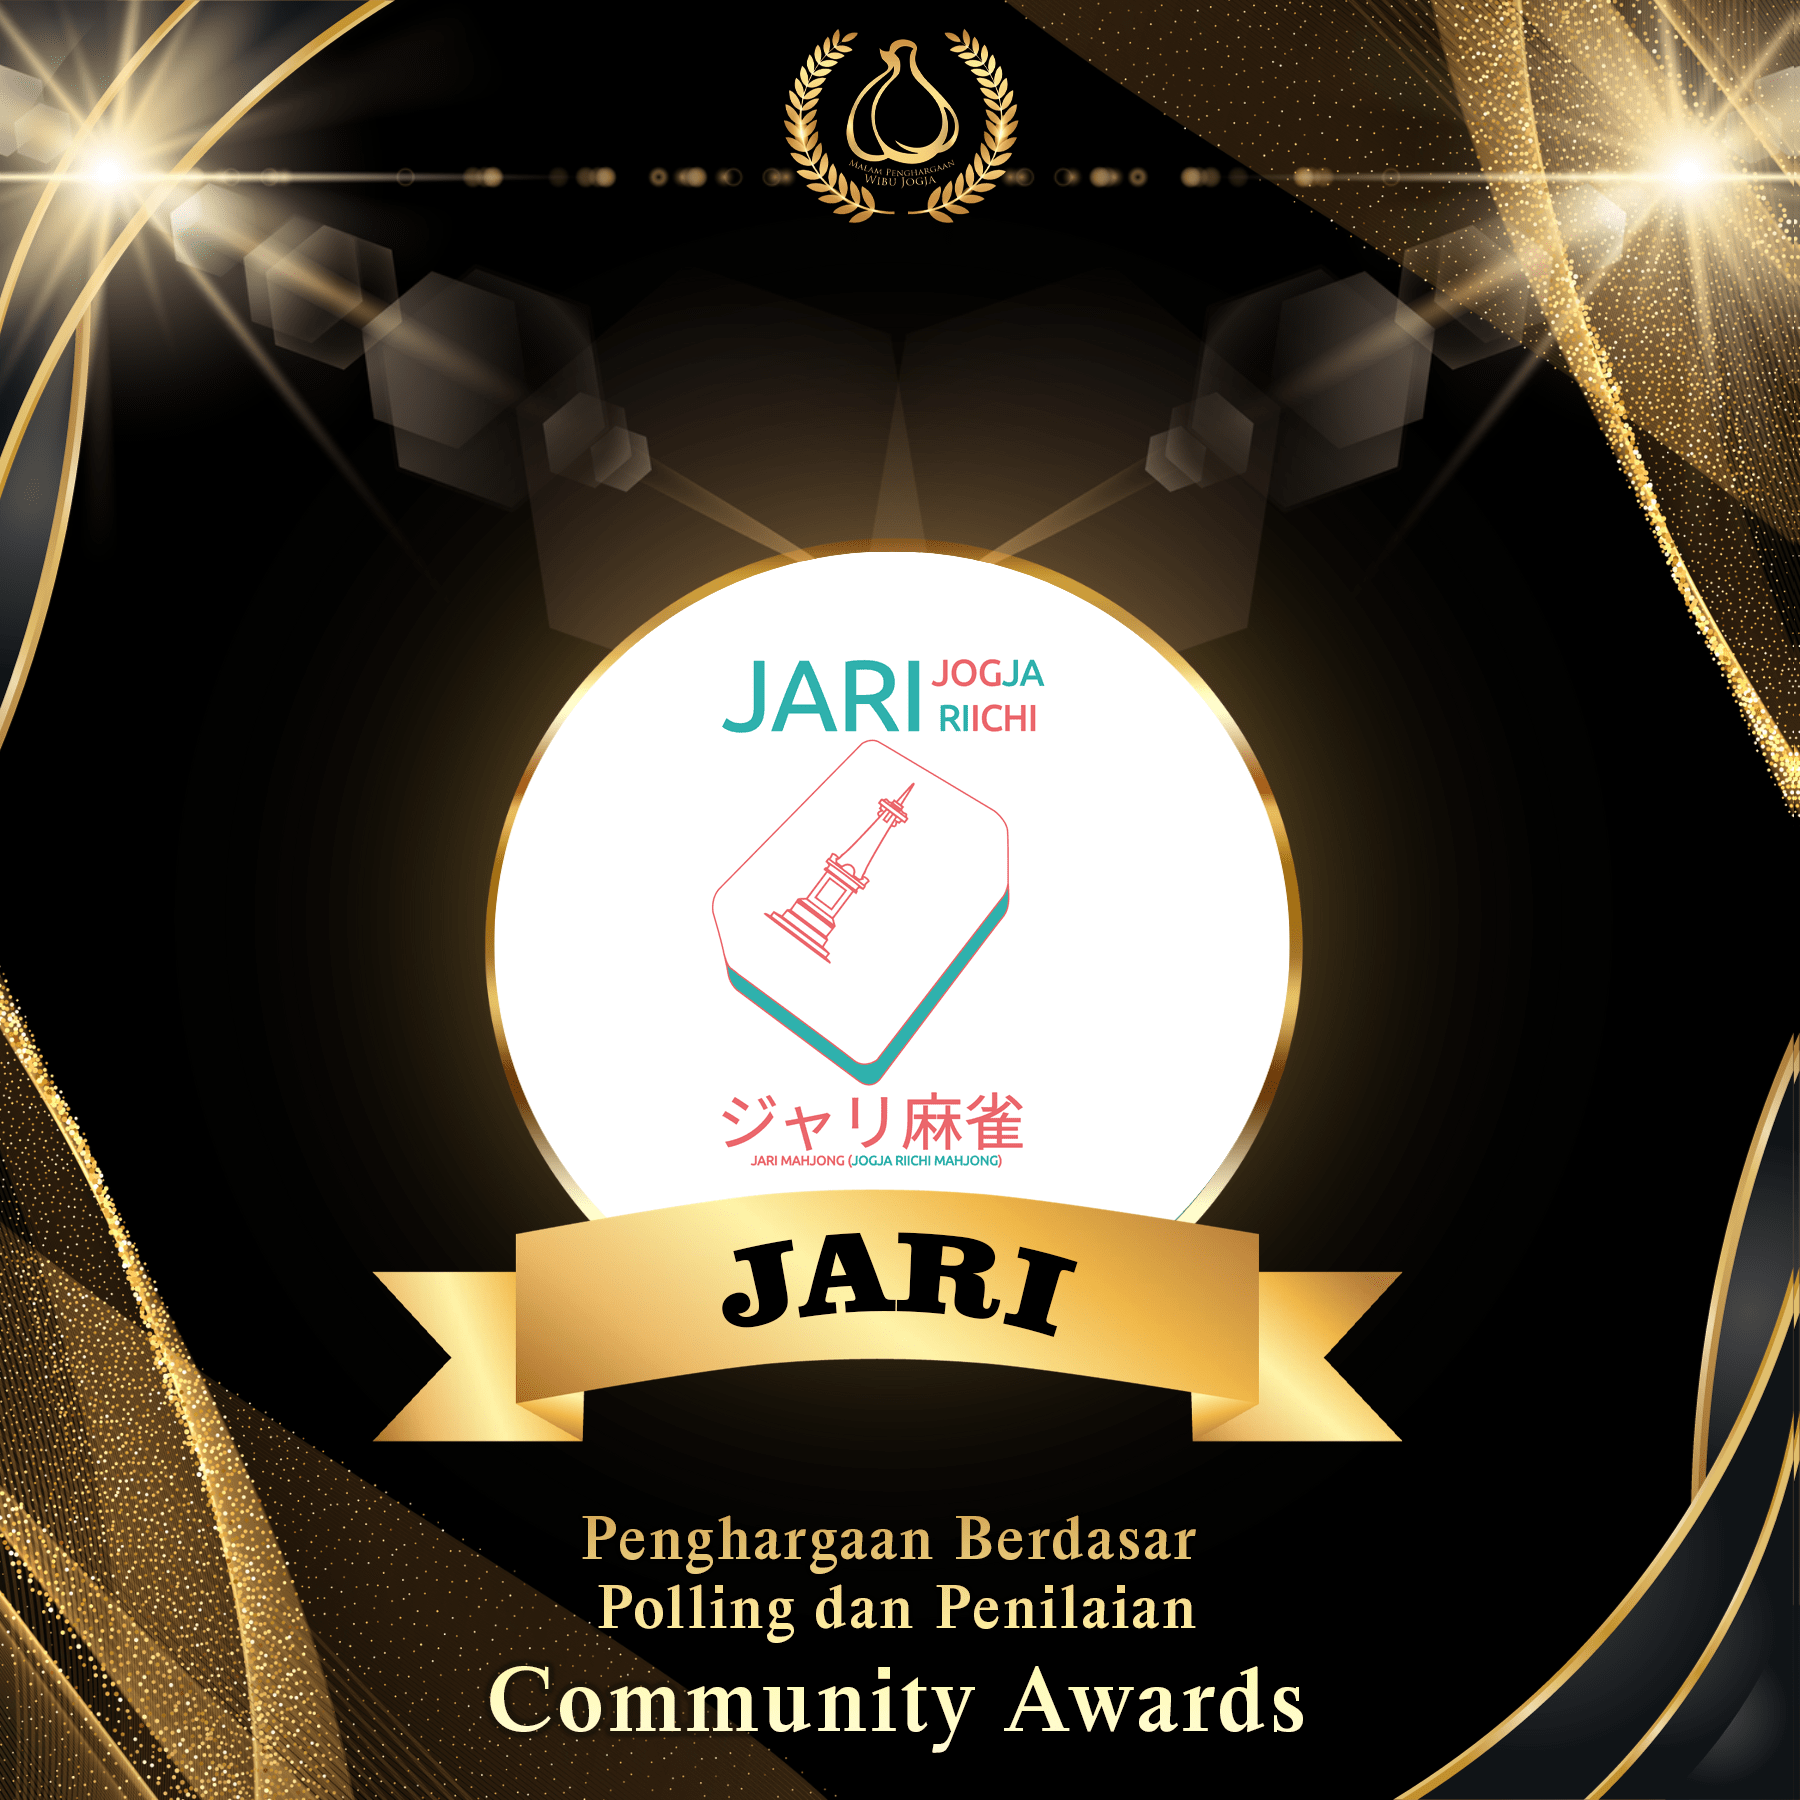 MALAM PENGHARGAAN
WIBU JOGJA
JARI JOGJA
RIICHI
ジャリ麻雀
JARI MAHJONG (JOGJA RIICHI MAHJONG)
JARI
Penghargaan Berdasar
Polling dan Penilaian
Community Awards